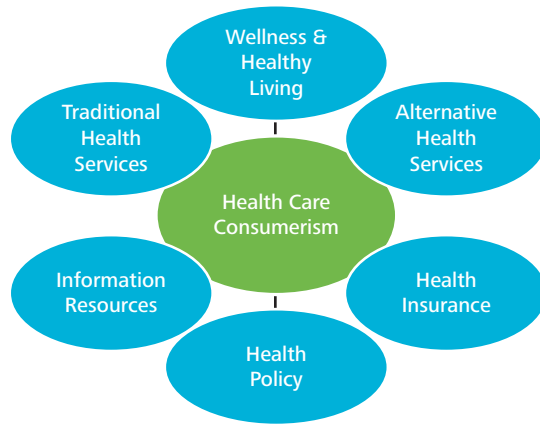 Wellness &
Healthy
Living
Traditional
Health
Services
Alternative
Health
Services
Health Care
Consumerism
Information
Resources
Health
Insurance
Health
Policy